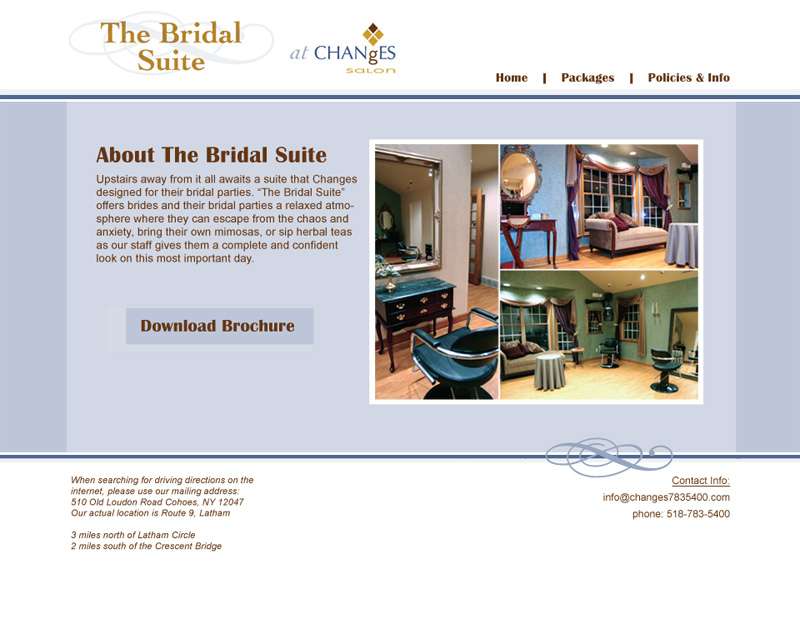 The Bridal
Suite
at CHANgES
salon
Home | Packages | Policies & Info
About The Bridal Suite
Upstairs away from it all awaits a suite that Changes
designed for their bridal parties. “The Bridal Suite”
offers brides and their bridal parties a relaxed atmo-
sphere where they can escape from the chaos and
anxiety, bring their own mimosas, or sip herbal teas
as our staff gives them a complete and confident
look on this most important day.
Download Brochure
When searching for driving directions on the
internet, please use our mailing address:
510 Old Loudon Road Cohoes, NY 12047
Our actual location is Route 9, Latham
3 miles north of Latham Circle
2 miles south of the Crescent Bridge
Contact Info:
info@changes7835400.com
phone: 518-783-5400